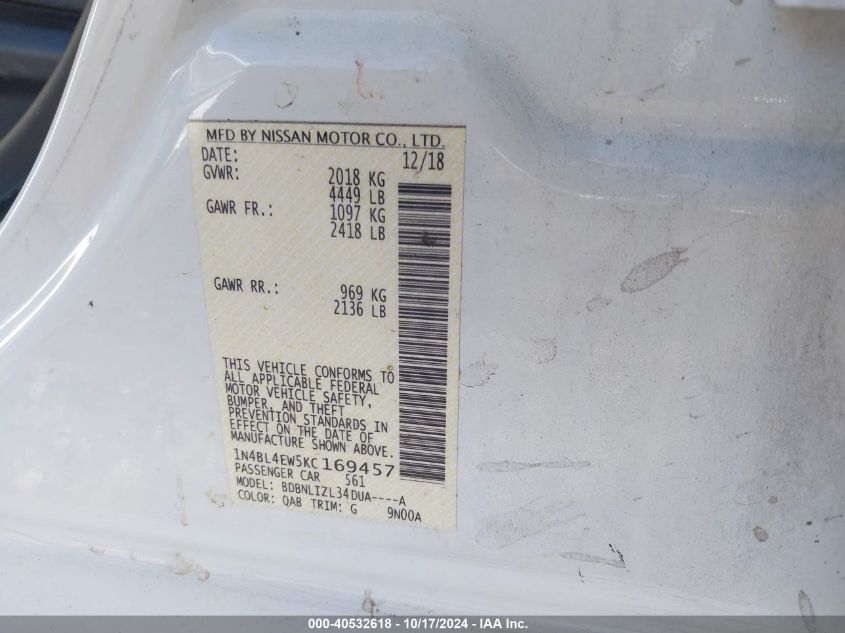 MFD BY NISSAN MOTOR CO., LTD.
DATE: 12/18
GVWR: 2018 KG
4449 LB
GAWR FR.: 1097 KG
2418 LB
GAWR RR.: 969 KG
2136 LB
THIS VEHICLE CONFORMS TO
ALL APPLICABLE FEDERAL
MOTOR VEHICLE SAFETY,
BUMPER, AND THEFT
PREVENTION STANDARDS IN
EFFECT ON THE DATE OF
MANUFACTURE SHOWN ABOVE.
1N4BL4EW5KC169457
PASSENGER CAR 561
MODEL: BDBNLIZL34DUA----A
COLOR: QAB TRIM: G 9N00A
000-40532618 - 10/17/2024 - IAA Inc.